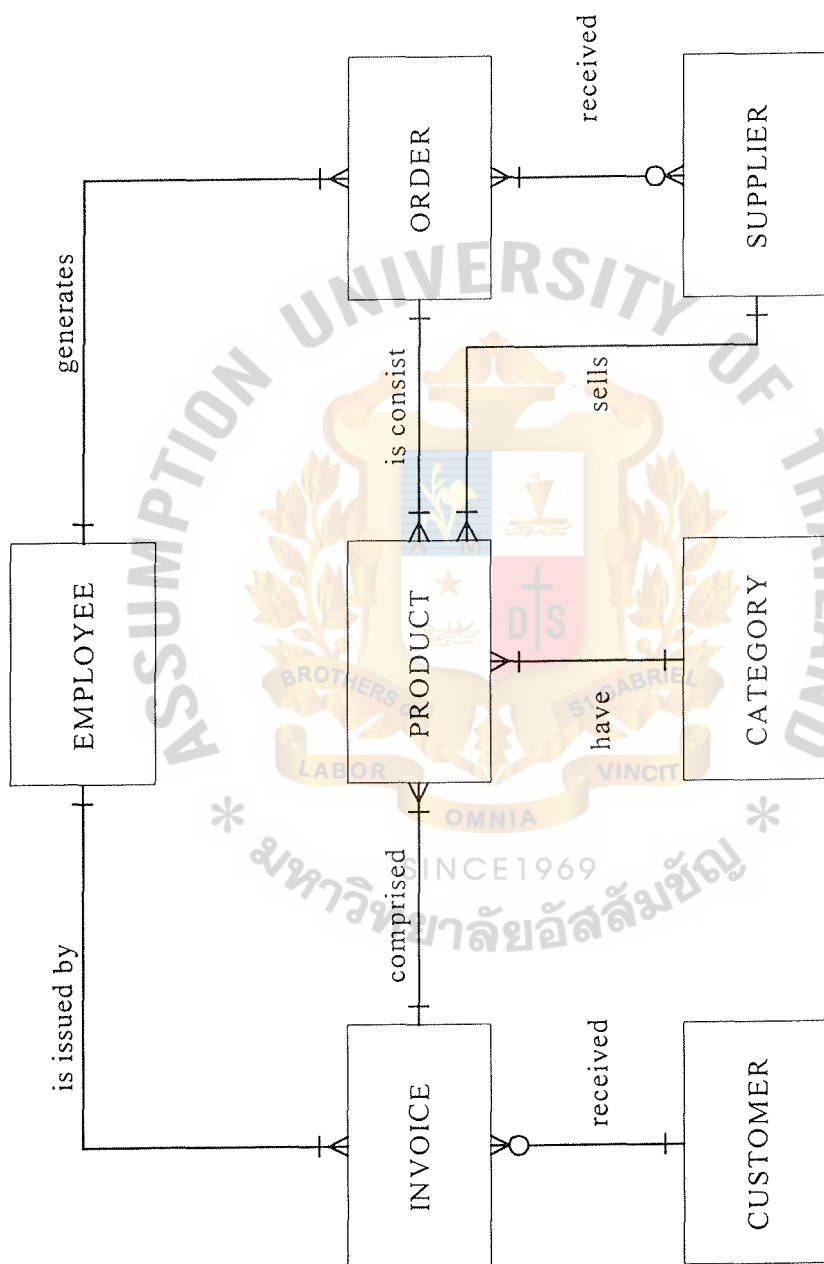 EMPLOYEE
is issued by
generates
INVOICE
comprised
PRODUCT
is consist
ORDER
received
have
sells
received
CUSTOMER
CATEGORY
SUPPLIER
ASSUMPTION UNIVERSITY OF THAILAND
A M
D S
BROTHERS of
ST GABRIEL
LABOR
OMNIA
VINCIT
SINCE1969
* มหาวิทยาลัยอัสสัมชัญ *